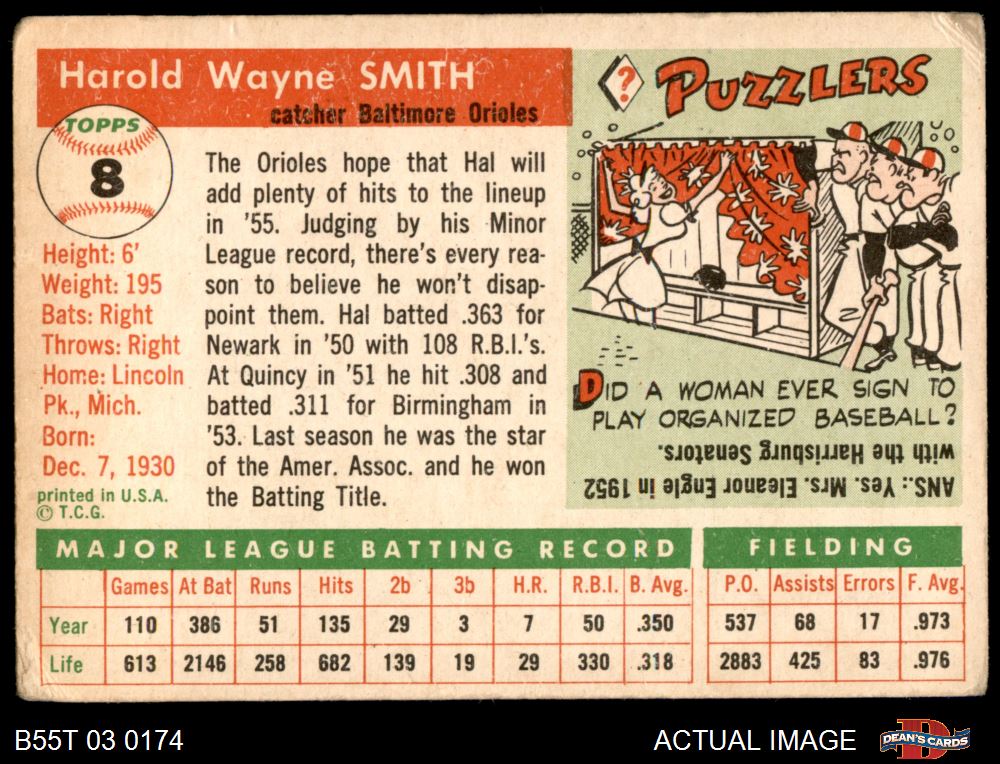 Harold Wayne SMITH
catcher Baltimore Orioles
TOPPS
8
Height: 6'
Weight: 195
Bats: Right
Throws: Right
Home: Lincoln
Pk., Mich.
Born:
Dec. 7, 1930
printed in U.S.A.
© T.C.G.
The Orioles hope that Hal will
add plenty of hits to the lineup
in '55. Judging by his Minor
League record, there's every rea-
son to believe he won't disap-
point them. Hal batted .363 for
Newark in '50 with 108 R.B.I.'s.
At Quincy in '51 he hit .308 and
batted .311 for Birmingham in
'53. Last season he was the star
of the Amer. Assoc. and he won
the Batting Title.
? PUZZLERS
DID A WOMAN EVER SIGN TO
PLAY ORGANIZED BASEBALL?
ANS.: Yes. Mrs. Eleanor Engle in 1952
with the Harrisburg Senators.
MAJOR LEAGUE BATTING RECORD
Games At Bat Runs Hits 2b 3b H.R. R.B.I. B. Avg.
Year 110 386 51 135 29 3 7 50 .350
Life 613 2146 258 682 139 19 29 330 .318
FIELDING
P.O. Assists Errors F. Avg.
537 68 17 .973
2883 425 83 .976
B55T 03 0174
ACTUAL IMAGE
D
DEAN'S CARDS